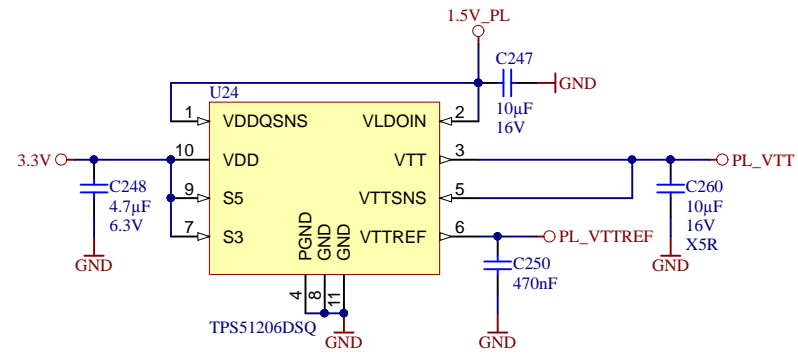 1.5V_PL
C247
GND
10µF
16V
U24
1
VDDQSNS
VLDOIN
2
3.3V
10
VDD
VTT
3
PL_VTT
C248
4.7µF
6.3V
GND
9
S5
VTTSNS
5
C260
10µF
16V
X5R
GND
7
S3
VTTREF
6
PL_VTTREF
PGND
GND
GND
C250
470nF
GND
4
8
11
TPS51206DSQ
GND